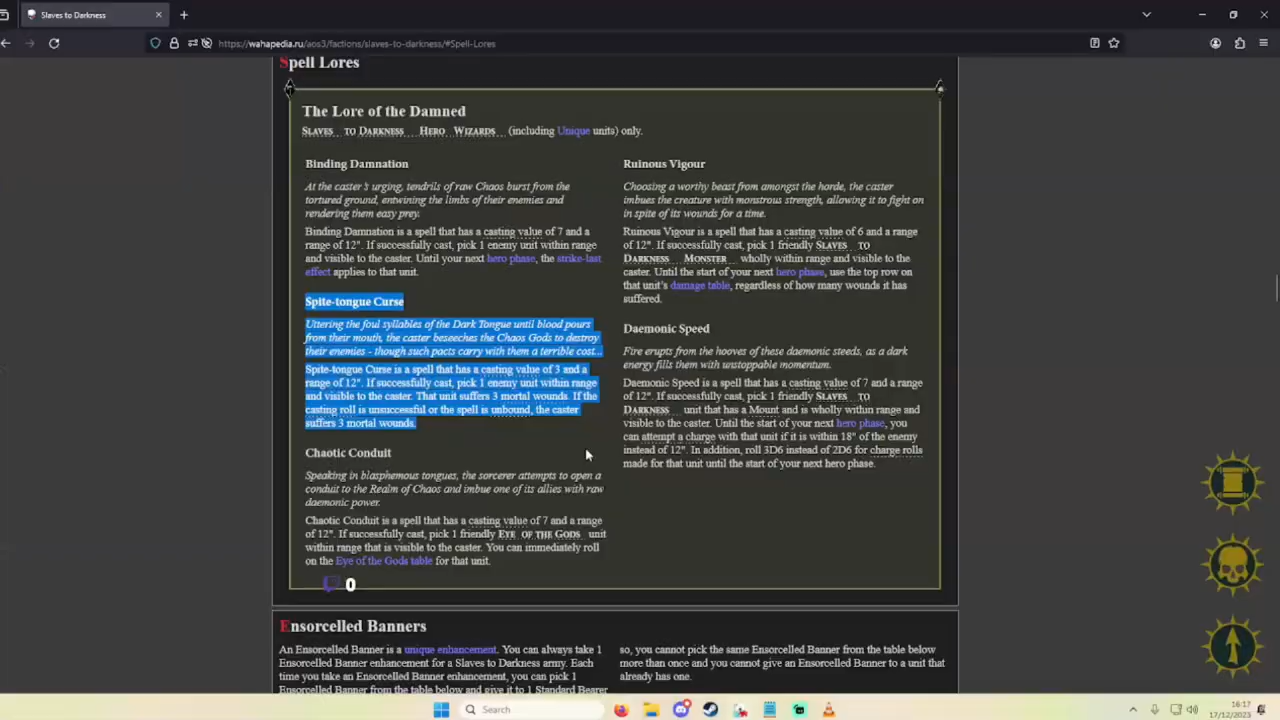 Slaves to Darkness
https://wahapedia.ru/aos3/factions/slaves-to-darkness/#Spell-Lores
Spell Lores
The Lore of the Damned
SLAVES TO DARKNESS HERO WIZARDS (including Unique units) only.
Binding Damnation
At the caster's urging, tendrils of raw Chaos burst from the
tortured ground, entwining the limbs of their enemies and
rendering them easy prey.
Binding Damnation is a spell that has a casting value of 7 and a
range of 12". If successfully cast, pick 1 enemy unit within range
and visible to the caster. Until your next hero phase, the strike-last
effect applies to that unit.
Spite-tongue Curse
Uttering the foul syllables of the Dark Tongue until blood pours
from their mouth, the caster beseeches the Chaos Gods to destroy
their enemies - though such pacts carry with them a terrible cost...
Spite-tongue Curse is a spell that has a casting value of 3 and a
range of 12". If successfully cast, pick 1 enemy unit within range
and visible to the caster. That unit suffers 3 mortal wounds. If the
casting roll is unsuccessful or the spell is unbound, the caster
suffers 3 mortal wounds.
Chaotic Conduit
Speaking in blasphemous tongues, the sorcerer attempts to open a
conduit to the Realm of Chaos and imbue one of its allies with raw
daemonic power.
Chaotic Conduit is a spell that has a casting value of 7 and a range
of 12". If successfully cast, pick 1 friendly EYE OF THE GODS unit
within range that is visible to the caster. You can immediately roll
on the Eye of the Gods table for that unit.
Ruinous Vigour
Choosing a worthy beast from amongst the horde, the caster
imbues the creature with monstrous strength, allowing it to fight on
in spite of its wounds for a time.
Ruinous Vigour is a spell that has a casting value of 6 and a range
of 12". If successfully cast, pick 1 friendly SLAVES TO
DARKNESS MONSTER wholly within range and visible to the
caster. Until the start of your next hero phase, use the top row on
that unit's damage table, regardless of how many wounds it has
suffered.
Daemonic Speed
Fire erupts from the hooves of these daemonic steeds, as a dark
energy fills them with unstoppable momentum.
Daemonic Speed is a spell that has a casting value of 7 and a range
of 12". If successfully cast, pick 1 friendly SLAVES TO
DARKNESS unit that has a Mount and is wholly within range and
visible to the caster. Until the start of your next hero phase, you
can attempt a charge with that unit if it is within 18" of the enemy
instead of 12". In addition, roll 3D6 instead of 2D6 for charge rolls
made for that unit until the start of your next hero phase.
0
Ensorcelled Banners
An Ensorcelled Banner is a unique enhancement. You can always take 1
Ensorcelled Banner enhancement for a Slaves to Darkness army. Each
time you take an Ensorcelled Banner enhancement, you can pick 1
Ensorcelled Banner from the table below and give it to 1 Standard Bearer
so, you cannot pick the same Ensorcelled Banner from the table below
more than once and you cannot give an Ensorcelled Banner to a unit that
already has one.
Search
16:17
17/12/2023